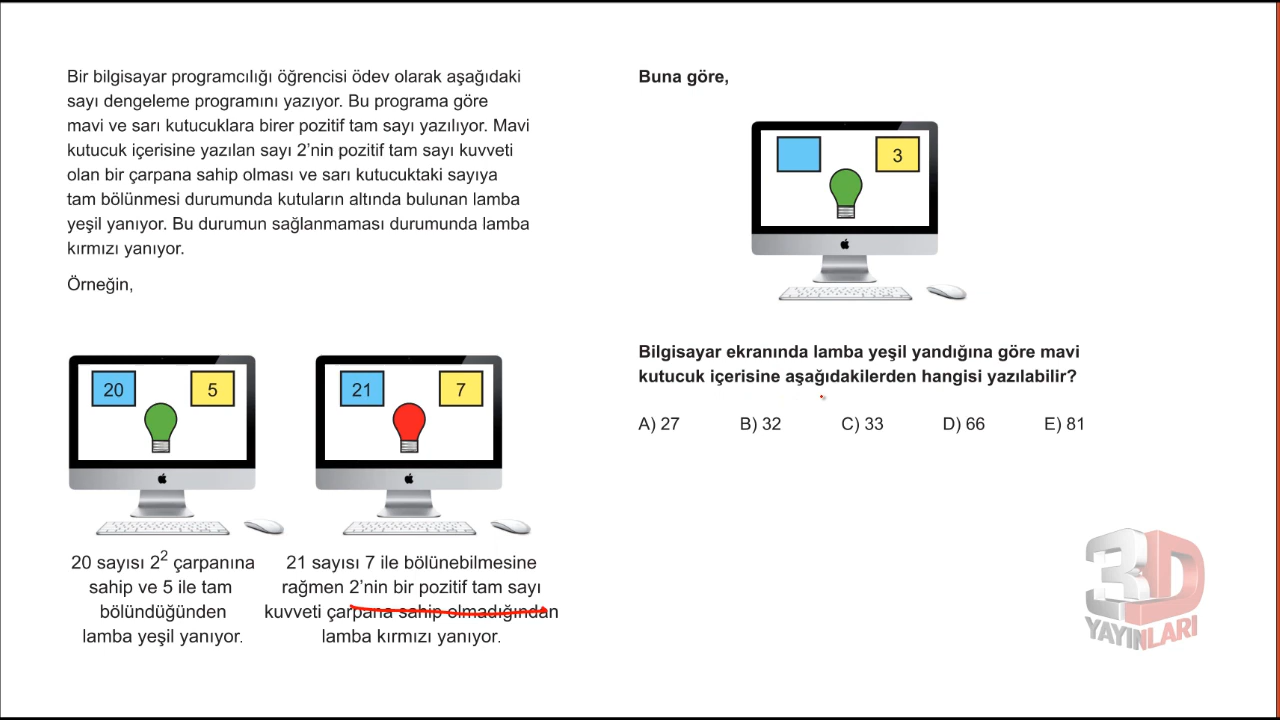 Bir bilgisayar programcılığı öğrencisi ödev olarak aşağıdaki
sayı dengeleme programını yazıyor. Bu programa göre
mavi ve sarı kutucuklara birer pozitif tam sayı yazılıyor. Mavi
kutucuk içerisine yazılan sayı 2’nin pozitif tam sayı kuvveti
olan bir çarpana sahip olması ve sarı kutucuktaki sayıya
tam bölünmesi durumunda kutuların altında bulunan lamba
yeşil yanıyor. Bu durumun sağlanmaması durumunda lamba
kırmızı yanıyor.
Örneğin,
20 5
21 7
20 sayısı 2² çarpanına
sahip ve 5 ile tam
bölündüğünden
lamba yeşil yanıyor.
21 sayısı 7 ile bölünebilmesine
rağmen 2’nin bir pozitif tam sayı
kuvveti çarpana sahip olmadığından
lamba kırmızı yanıyor.
Buna göre,
3
Bilgisayar ekranında lamba yeşil yandığına göre mavi
kutucuk içerisine aşağıdakilerden hangisi yazılabilir?
A) 27 B) 32 C) 33 D) 66 E) 81
3D
YAYINLARI